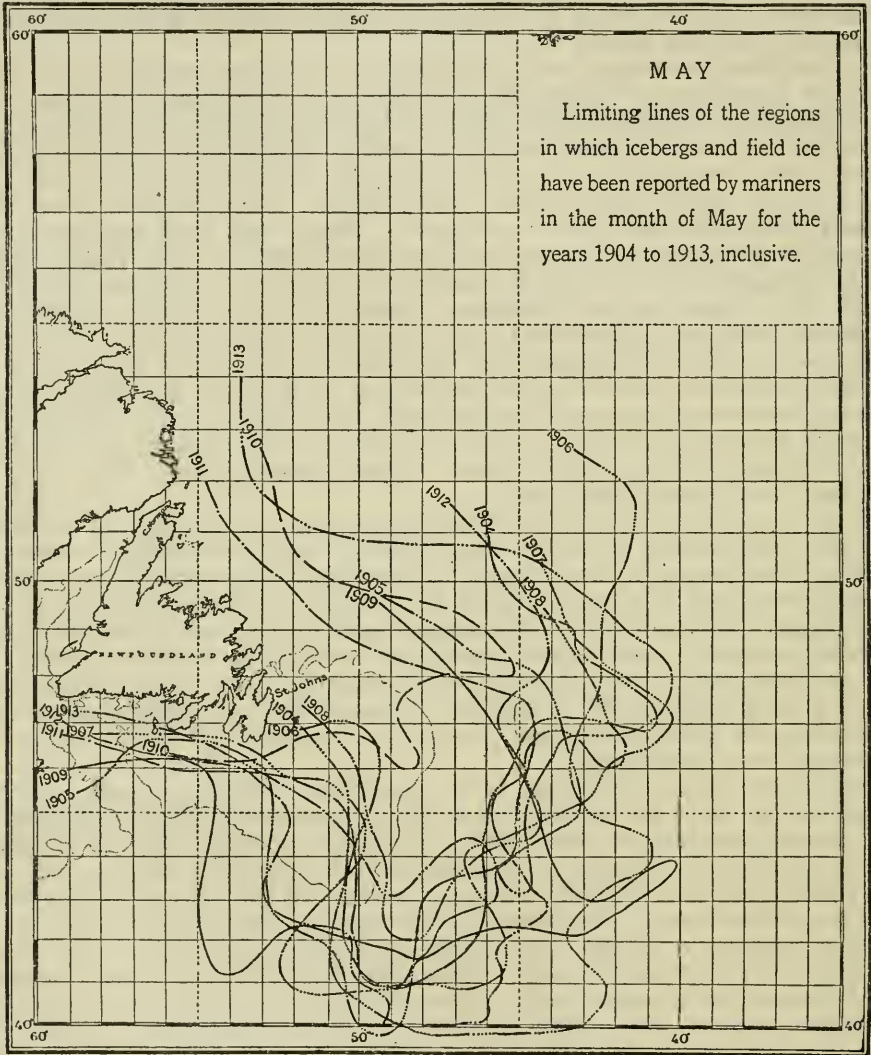 60° 50° 40°
60° 60°
MAY
Limiting lines of the regions
in which icebergs and field ice
have been reported by mariners
in the month of May for the
years 1904 to 1913, inclusive.
1913
1910
1906
1911
1912
1904
1907
50° 50°
1905
1908
1909
NEWFOUNDLAND
St. Johns
1904
1908
1906
1913
1911 1907
1910
1909
1905
40° 40°
60° 50° 40°